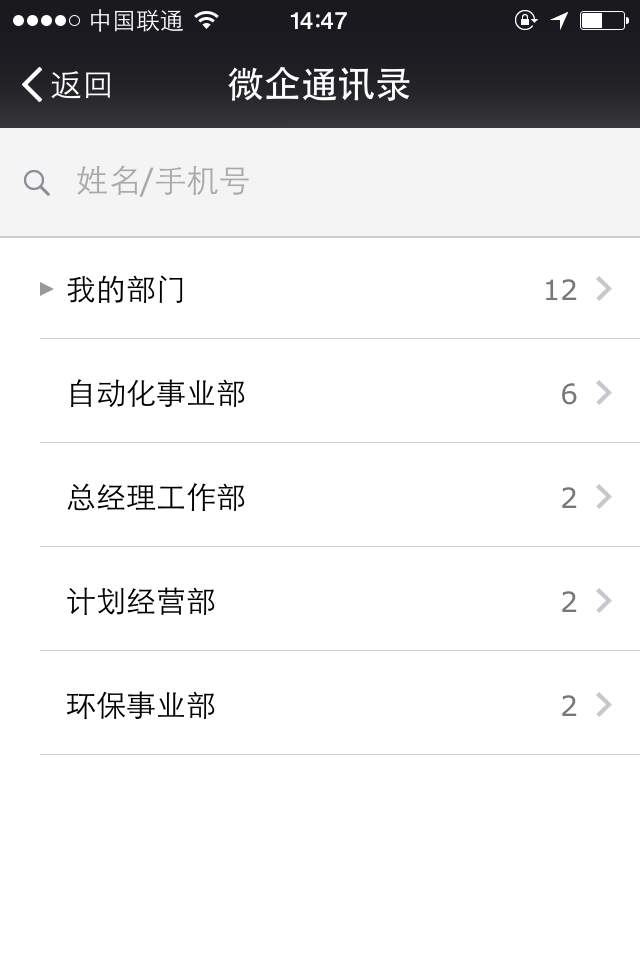 中国联通 14:47
返回 微企通讯录
姓名/手机号
我的部门 12
自动化事业部 6
总经理工作部 2
计划经营部 2
环保事业部 2